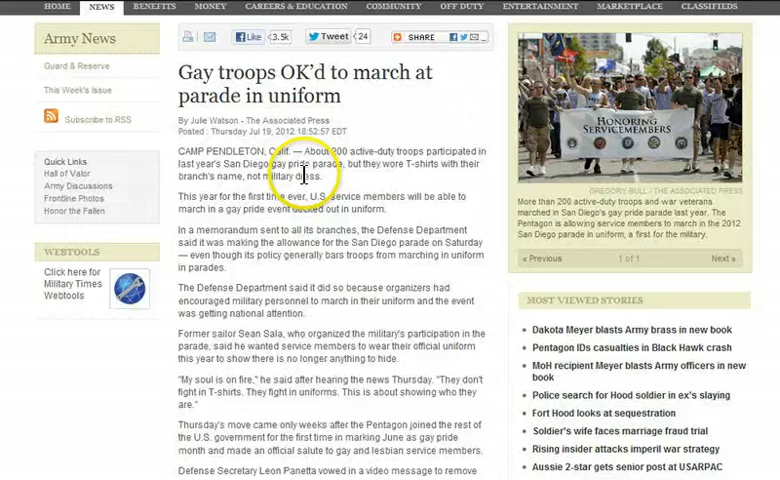 HOME NEWS BENEFITS MONEY CAREERS & EDUCATION COMMUNITY OFF DUTY ENTERTAINMENT MARKETPLACE CLASSIFIEDS
Army News
Guard & Reserve
This Week's Issue
Subscribe to RSS
Quick Links
Hall of Valor
Army Discussions
Frontline Photos
Honor the Fallen
WEBTOOLS
Click here for
Military Times
Webtools
Like 3.5k Tweet 24 SHARE
Gay troops OK'd to march at
parade in uniform
By Julie Watson - The Associated Press
Posted : Thursday Jul 19, 2012 18:52:57 EDT
CAMP PENDLETON, Calif. — About 200 active-duty troops participated in
last year's San Diego gay pride parade, but they wore T-shirts with their
branch's name, not military dress.
This year for the first time ever, U.S. service members will be able to
march in a gay pride event decked out in uniform.
In a memorandum sent to all its branches, the Defense Department
said it was making the allowance for the San Diego parade on Saturday
— even though its policy generally bars troops from marching in uniform
in parades.
The Defense Department said it did so because organizers had
encouraged military personnel to march in their uniform and the event
was getting national attention.
Former sailor Sean Sala, who organized the military's participation in the
parade, said he wanted service members to wear their official uniform
this year to show there is no longer anything to hide.
"My soul is on fire," he said after hearing the news Thursday. "They don't
fight in T-shirts. They fight in uniforms. This is about showing who they
are."
Thursday's move came only weeks after the Pentagon joined the rest of
the U.S. government for the first time in marking June as gay pride
month and made an official salute to gay and lesbian service members.
Defense Secretary Leon Panetta vowed in a video message to remove
HONORING
SERVICEMEMBERS
GREGORY BULL / THE ASSOCIATED PRESS
More than 200 active-duty troops and war veterans
marched in San Diego's gay pride parade last year. The
Pentagon is allowing service members to march in the 2012
San Diego parade in uniform, a first for the military.
« Previous 1 of 1 Next »
MOST VIEWED STORIES
Dakota Meyer blasts Army brass in new book
Pentagon IDs casualties in Black Hawk crash
MoH recipient Meyer blasts Army officers in new
book
Police search for Hood soldier in ex's slaying
Fort Hood looks at sequestration
Soldier's wife faces marriage fraud trial
Rising insider attacks imperil war strategy
Aussie 2-star gets senior post at USARPAC